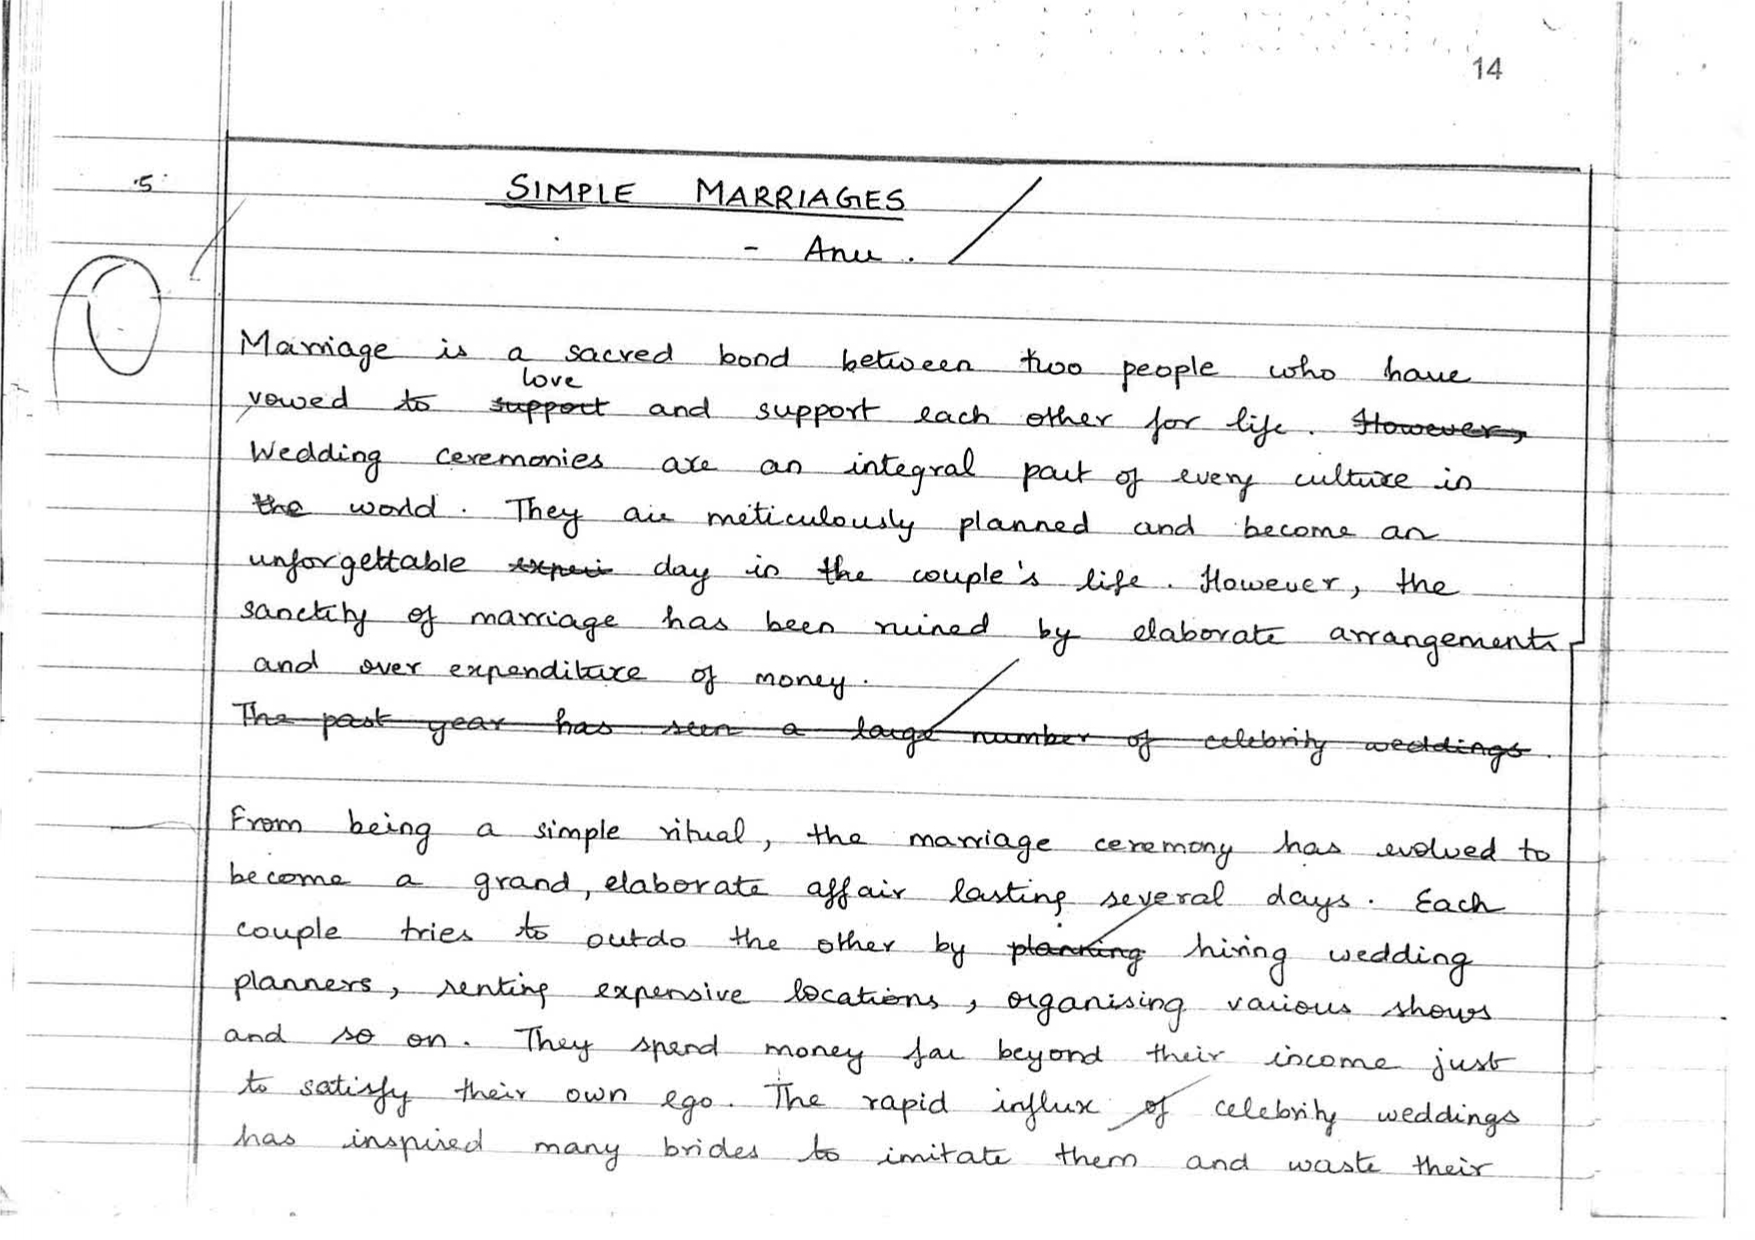 14
5.
SIMPLE MARRIAGES
- Anu.
Marriage is a sacred bond between two people who have
love
vowed to support and support each other for life. However,
Wedding ceremonies are an integral part of every culture in
the world. They are meticulously planned and become an
unforgettable experi day in the couple's life. However, the
sanctity of marriage has been ruined by elaborate arrangements
and over expenditure of money.
The past year has seen a large number of celebrity weddings.
From being a simple ritual, the marriage ceremony has evolved to
become a grand, elaborate affair lasting several days. Each
couple tries to outdo the other by planning hiring wedding
planners, renting expensive locations, organising various shows
and so on. They spend money far beyond their income just
to satisfy their own ego. The rapid influx of celebrity weddings
has inspired many brides to imitate them and waste their